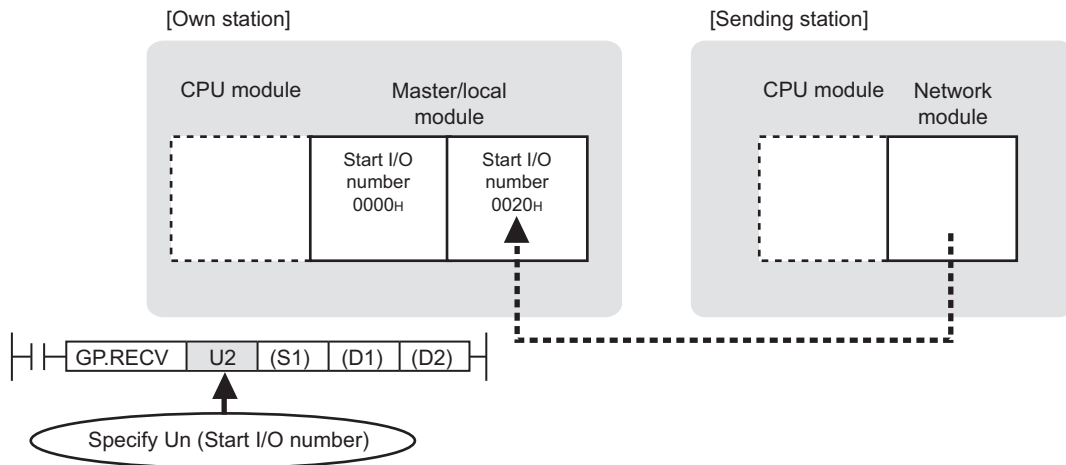 [Own station]
[Sending station]
CPU module
Master/local
module
CPU module
Network
module
Start I/O
number
0000H
Start I/O
number
0020H
GP.RECV
U2
(S1)
(D1)
(D2)
Specify Un (Start I/O number)